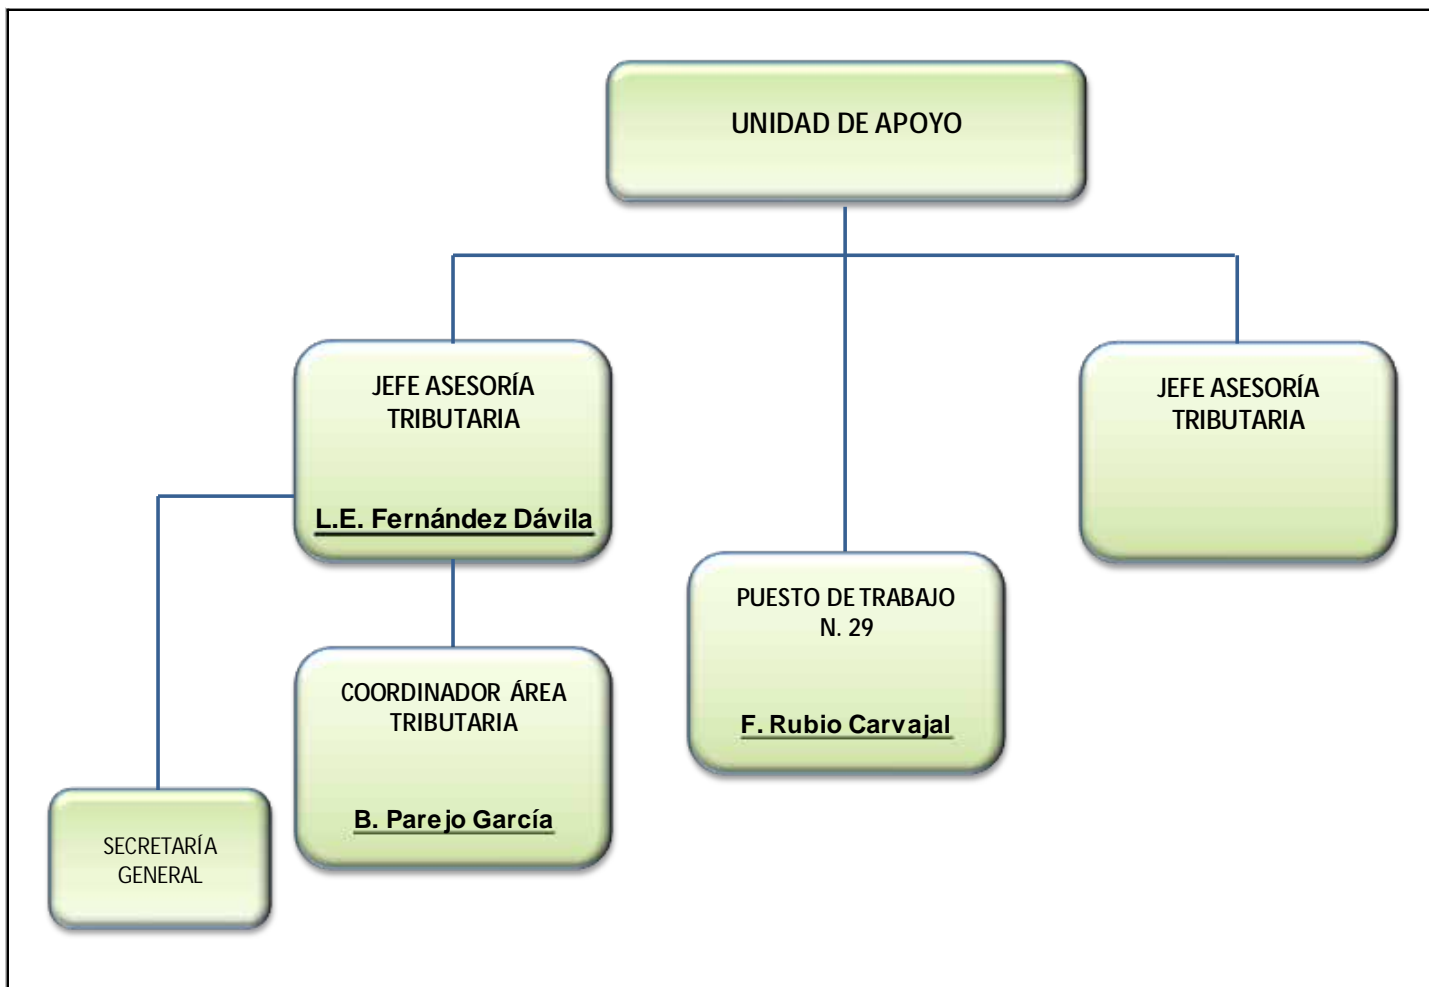 UNIDAD DE APOYO
JEFE ASESORÍA
TRIBUTARIA
L.E. Fernández Dávila
JEFE ASESORÍA
TRIBUTARIA
PUESTO DE TRABAJO
N. 29
F. Rubio Carvajal
COORDINADOR ÁREA
TRIBUTARIA
B. Parejo García
SECRETARÍA
GENERAL